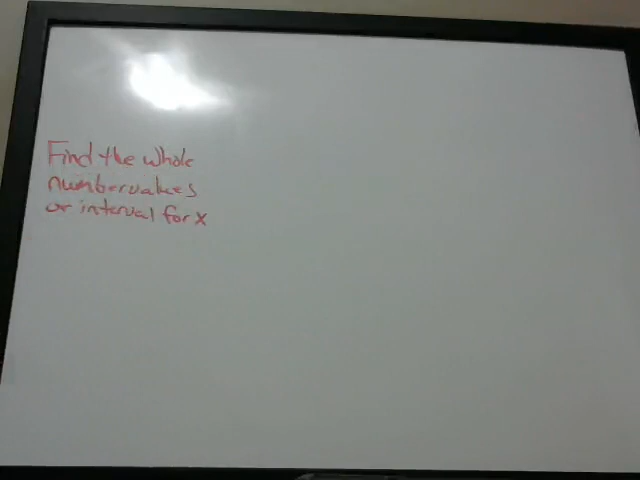 Find the whole
number values
or interval for x